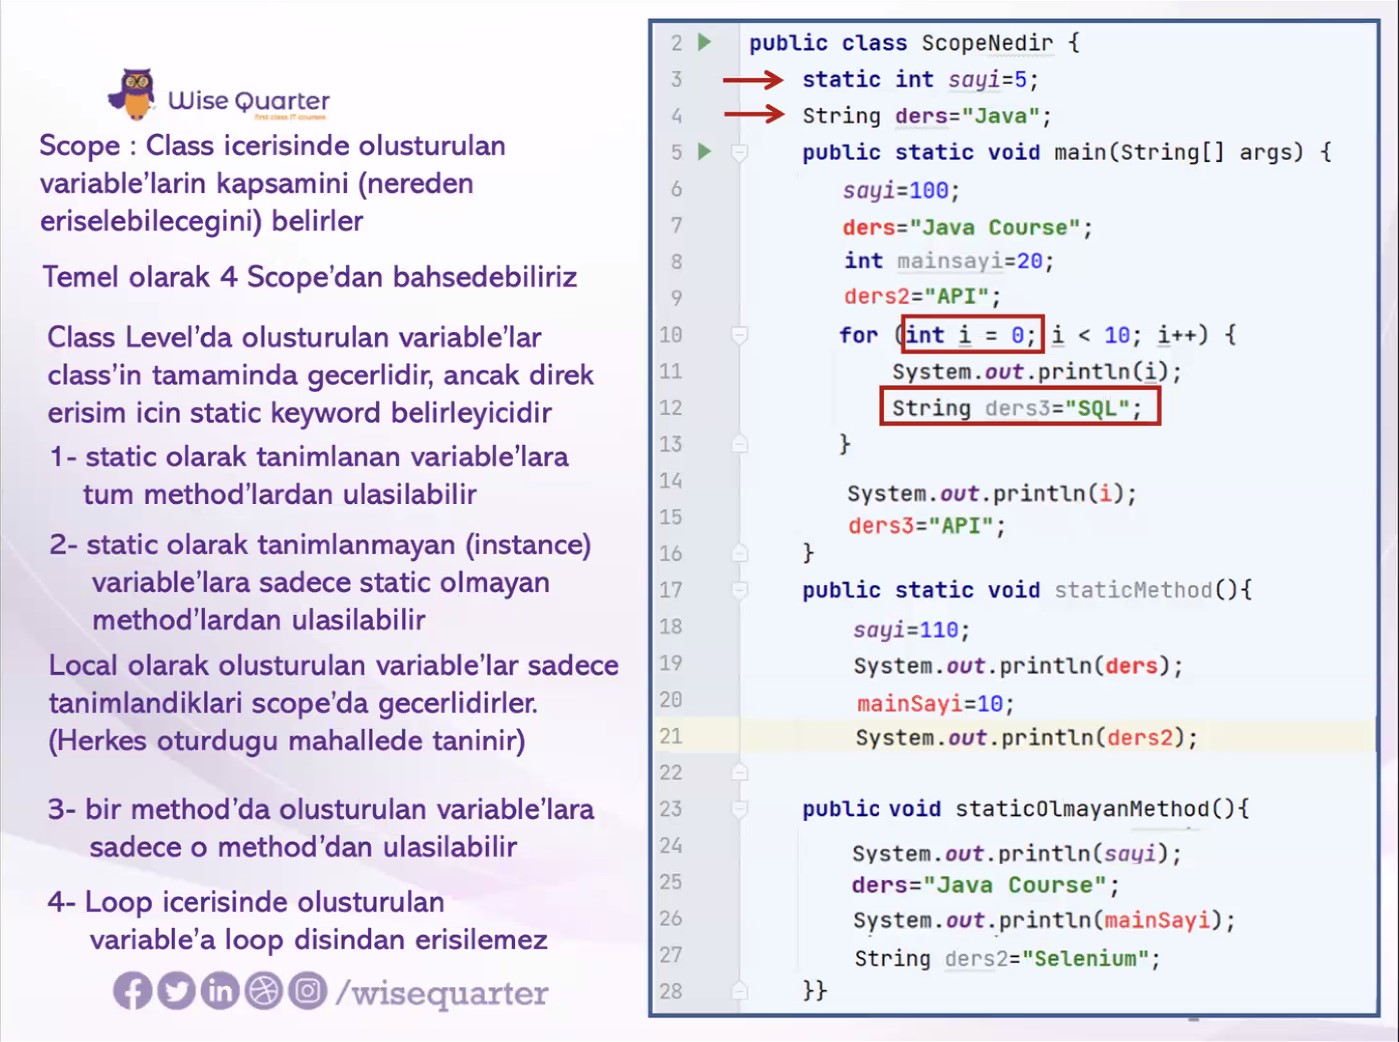 Wise Quarter
first class IT courses
Scope : Class icerisinde olusturulan
variable'larin kapsamini (nereden
eriselebilecegini) belirler
Temel olarak 4 Scope'dan bahsedebiliriz
Class Level'da olusturulan variable'lar
class'in tamaminda gecerlidir, ancak direk
erisim icin static keyword belirleyicidir
1- static olarak tanimlanan variable'lara
tum method'lardan ulasilabilir
2- static olarak tanimlanmayan (instance)
variable'lara sadece static olmayan
method'lardan ulasilabilir
Local olarak olusturulan variable'lar sadece
tanimlandiklari scope'da gecerlidirler.
(Herkes oturdugu mahallede taninir)
3- bir method'da olusturulan variable'lara
sadece o method'dan ulasilabilir
4- Loop icerisinde olusturulan
variable'a loop disindan erisilemez
/wisequarter
2 public class ScopeNedir {
3 static int sayi=5;
4 String ders="Java";
5 public static void main(String[] args) {
6 sayi=100;
7 ders="Java Course";
8 int mainsayi=20;
9 ders2="API";
10 for (int i = 0; i < 10; i++) {
11 System.out.println(i);
12 String ders3="SQL";
13 }
14 System.out.println(i);
15 ders3="API";
16 }
17 public static void staticMethod(){
18 sayi=110;
19 System.out.println(ders);
20 mainSayi=10;
21 System.out.println(ders2);
22
23 public void staticOlmayanMethod(){
24 System.out.println(sayi);
25 ders="Java Course";
26 System.out.println(mainSayi);
27 String ders2="Selenium";
28 }}